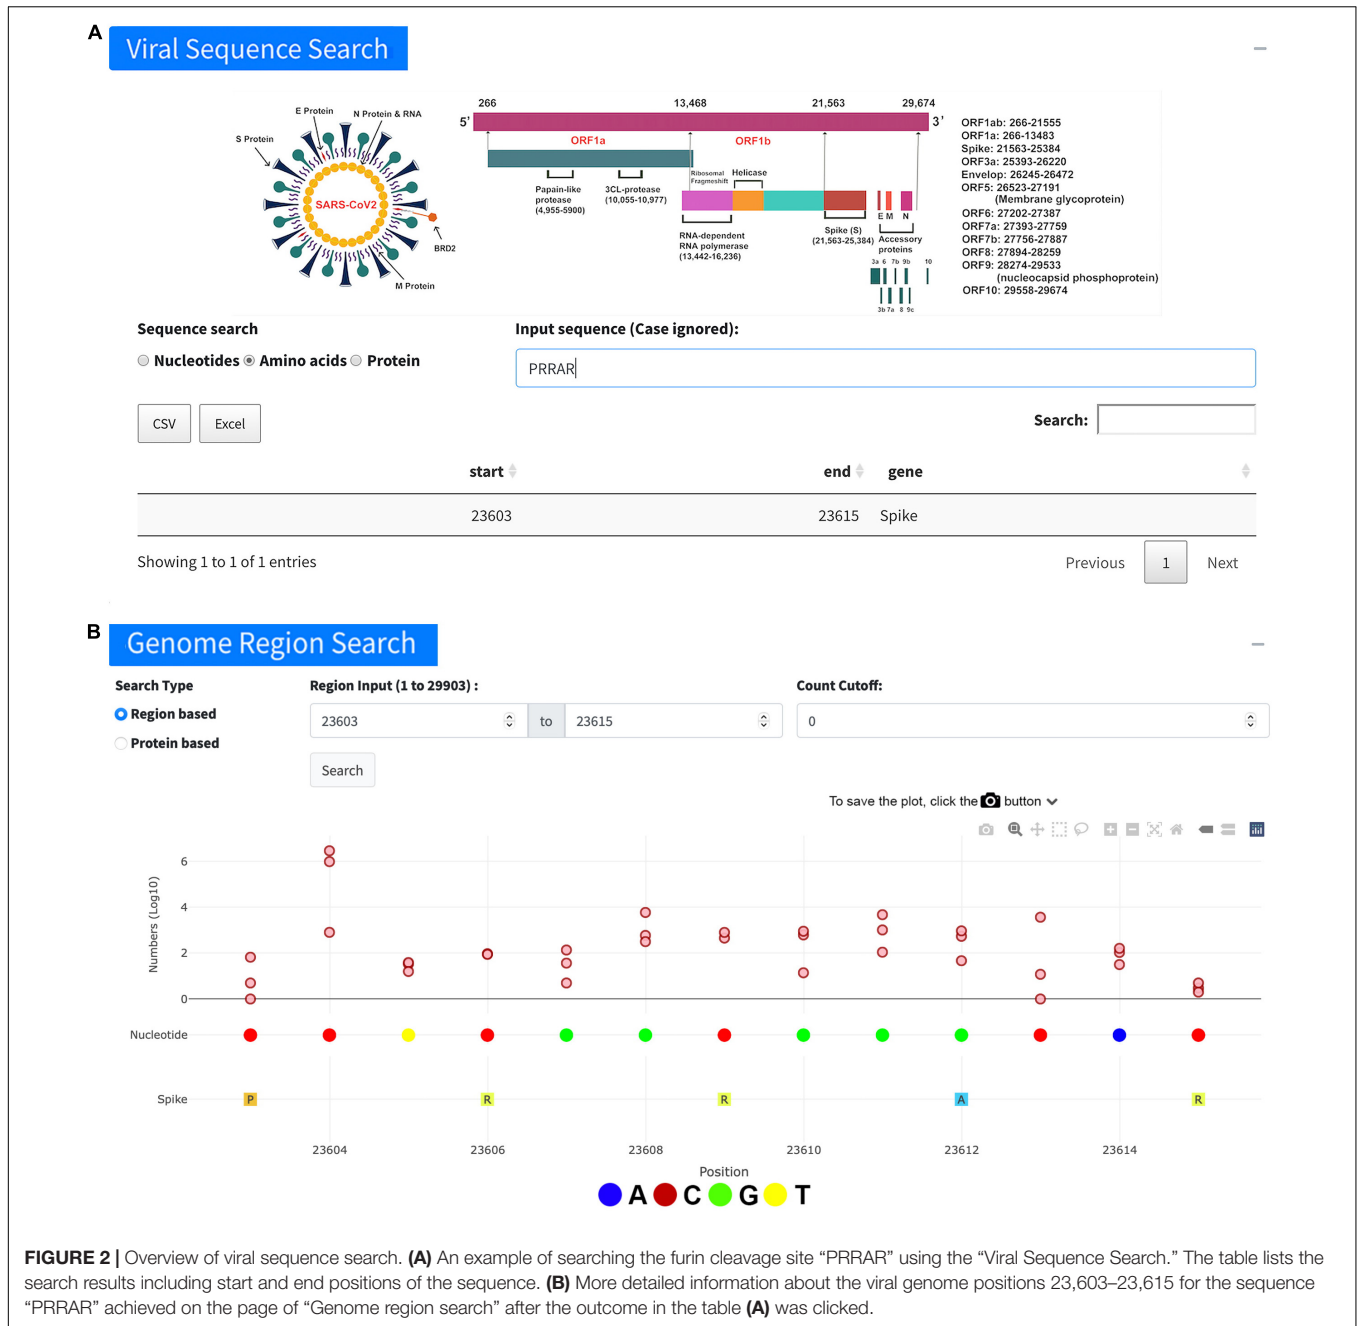 A
Viral Sequence Search
E Protein
N Protein & RNA
S Protein
SARS-CoV2
BRD2
M Protein
266
13,468
21,563
29,674
5'
3'
ORF1a
ORF1b
Ribosomal
Fragmeshift
Helicase
Papain-like
protease
(4,955-5900)
3CL-protease
(10,055-10,977)
RNA-dependent
RNA polymerase
(13,442-16,236)
Spike (S)
(21,563-25,384)
E M N
Accessory
proteins
3a 6 7b 9b 10
3b 7a 8 9c
ORF1ab: 266-21555
ORF1a: 266-13483
Spike: 21563-25384
ORF3a: 25393-26220
Envelop: 26245-26472
ORF5: 26523-27191
(Membrane glycoprotein)
ORF6: 27202-27387
ORF7a: 27393-27759
ORF7b: 27756-27887
ORF8: 27894-28259
ORF9: 28274-29533
(nucleocapsid phosphoprotein)
ORF10: 29558-29674
Sequence search
Input sequence (Case ignored):
Nucleotides Amino acids Protein
PRRAR
CSV Excel
Search:
start end gene
23603 23615 Spike
Showing 1 to 1 of 1 entries
Previous 1 Next
B
Genome Region Search
Search Type
Region Input (1 to 29903) :
Count Cutoff:
Region based
23603 to 23615
0
Protein based
Search
To save the plot, click the button
Numbers (Log10)
6
4
2
0
Nucleotide
Spike
P R R A R
23604 23606 23608 23610 23612 23614
Position
A C G T
FIGURE 2 | Overview of viral sequence search. (A) An example of searching the furin cleavage site “PRRAR” using the “Viral Sequence Search.” The table lists the
search results including start and end positions of the sequence. (B) More detailed information about the viral genome positions 23,603–23,615 for the sequence
“PRRAR” achieved on the page of “Genome region search” after the outcome in the table (A) was clicked.